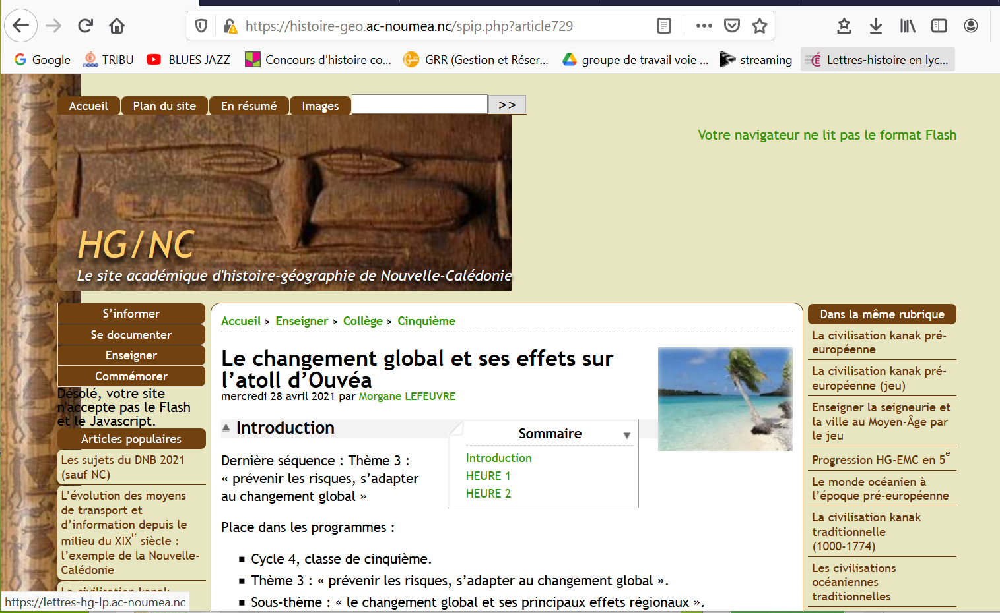 https://histoire-geo.ac-noumea.nc/spip.php?article729
Google
TRIBU
BLUES JAZZ
Concours d'histoire co...
GRR (Gestion et Réser...
groupe de travail voie ...
streaming
Lettres-histoire en lyc...
Accueil
Plan du site
En résumé
Images
>>
Votre navigateur ne lit pas le format Flash
HG/NC
Le site académique d'histoire-géographie de Nouvelle-Calédonie
S’informer
Se documenter
Enseigner
Commémorer
Désolé, votre site
n'accepte pas le Flash
et le Javascript.
Articles populaires
Les sujets du DNB 2021
(sauf NC)
L’évolution des moyens
de transport et
d’information depuis le
milieu du XIXe siècle :
l’exemple de la Nouvelle-
Calédonie
La civilisation kanak
https://lettres-hg-lp.ac-noumea.nc
Accueil > Enseigner > Collège > Cinquième
Le changement global et ses effets sur
l’atoll d’Ouvéa
mercredi 28 avril 2021 par Morgane LEFEUVRE
Introduction
Sommaire
Introduction
HEURE 1
HEURE 2
Dernière séquence : Thème 3 :
« prévenir les risques, s’adapter
au changement global »
Place dans les programmes :
Cycle 4, classe de cinquième.
Thème 3 : « prévenir les risques, s’adapter au changement global ».
Sous-thème : « le changement global et ses principaux effets régionaux ».
Dans la même rubrique
La civilisation kanak pré-
européenne
La civilisation kanak pré-
européenne (jeu)
Enseigner la seigneurie et
la ville au Moyen-Âge par
le jeu
Progression HG-EMC en 5e
Le monde océanien à
l’époque pré-européenne
La civilisation kanak
traditionnelle
(1000-1774)
Les civilisations
océaniennes
traditionnelles